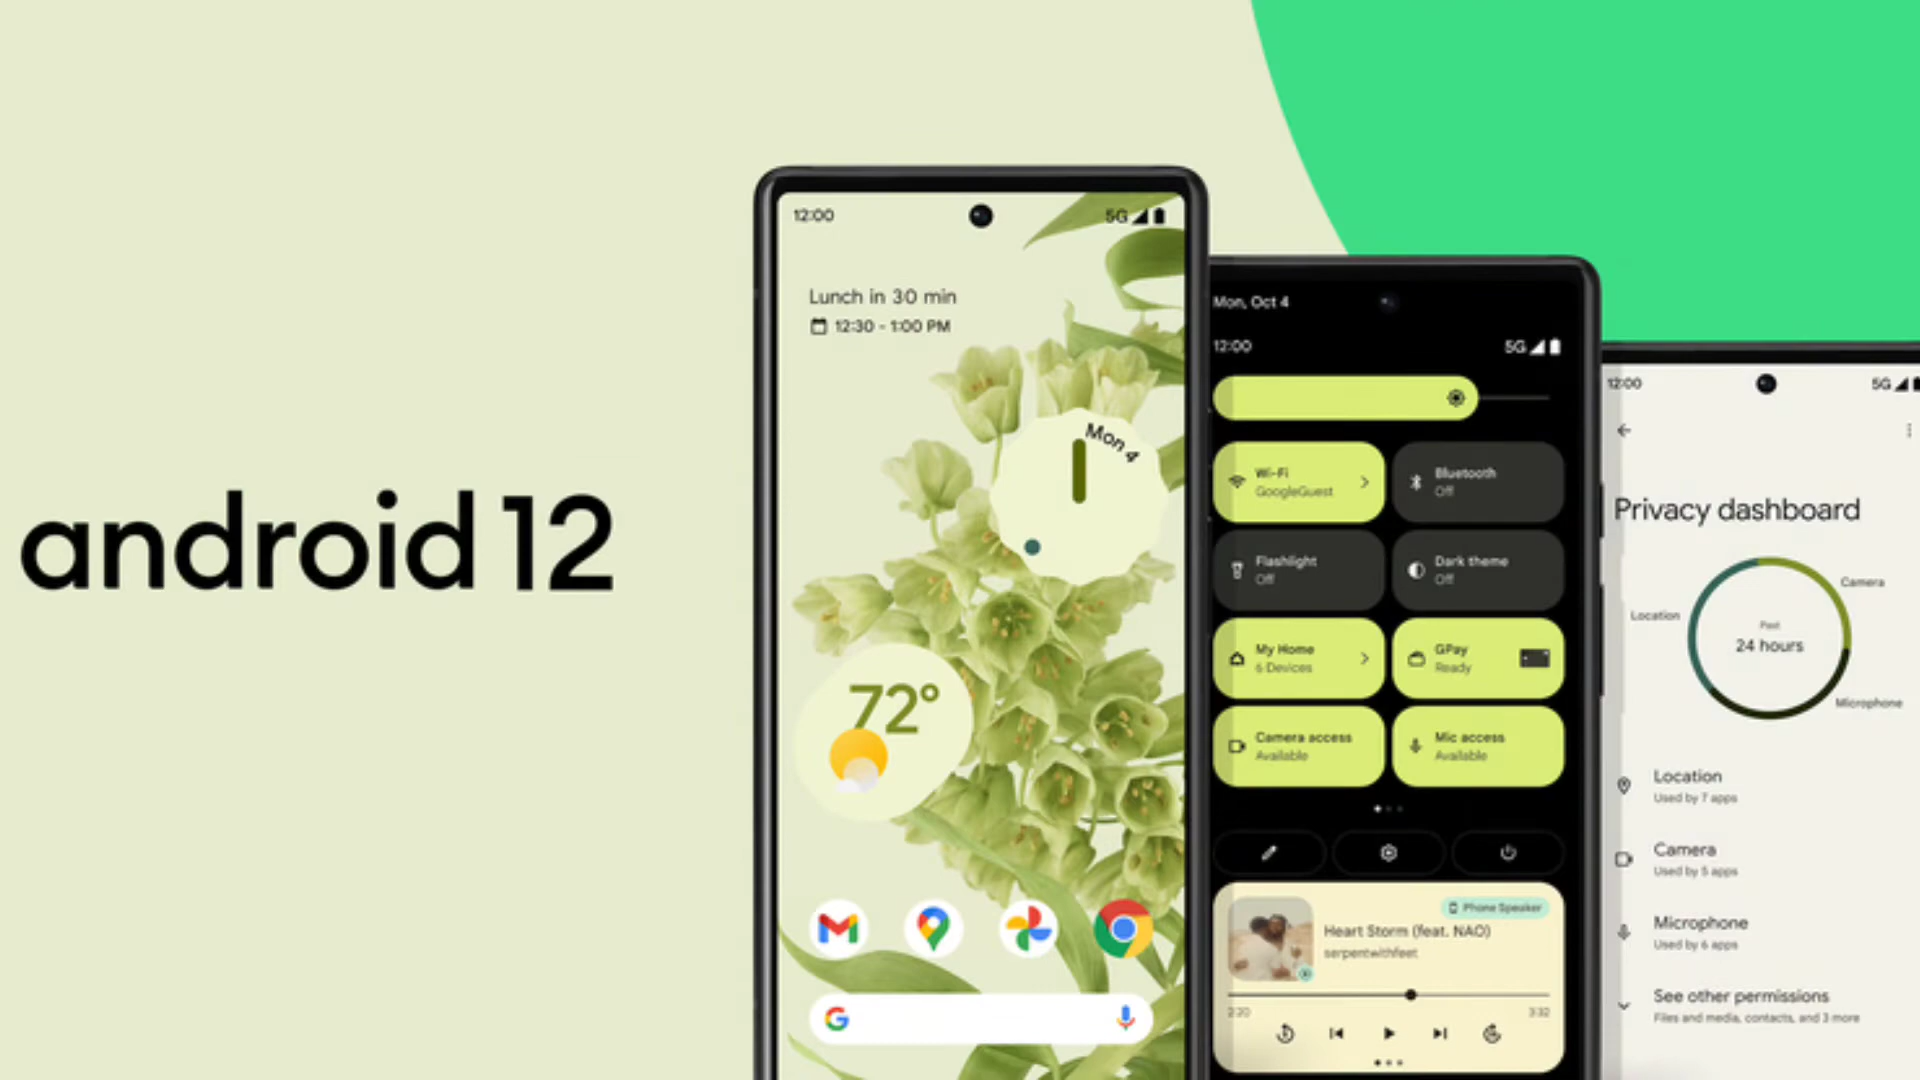 android 12
12:00
5G
Lunch in 30 min
12:30 - 1:00 PM
Mon 4
72°
Mon, Oct 4
12:00
5G
Wi-Fi
GoogleGuest
Bluetooth
Off
Flashlight
Off
Dark theme
Off
My Home
6 Devices
GPay
Ready
Camera access
Available
Mic access
Available
Phone Speaker
Heart Storm (feat. NAO)
serpentwithfeet
2:20
3:32
12:00
5G
Privacy dashboard
Camera
Location
Past
24 hours
Microphone
Location
Used by 7 apps
Camera
Used by 5 apps
Microphone
Used by 6 apps
See other permissions
Files and media, contacts, and 3 more